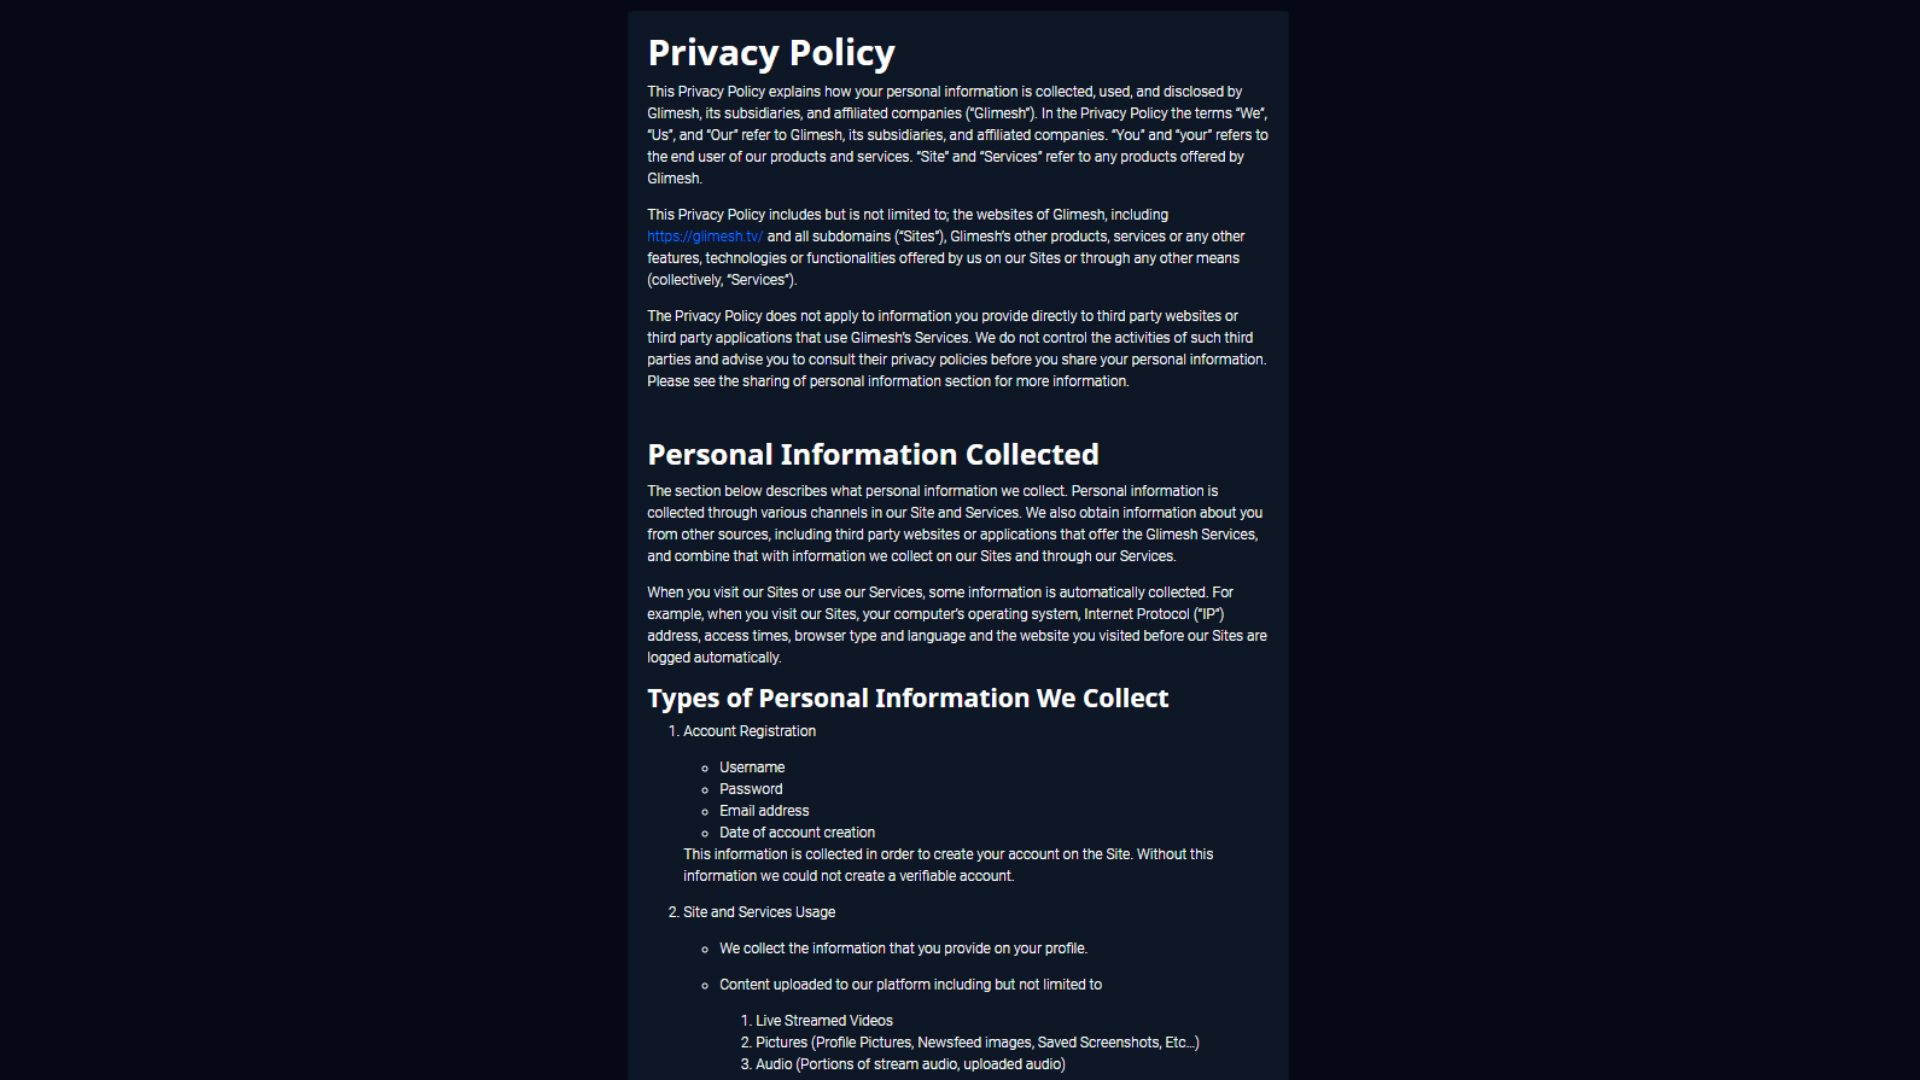 Privacy Policy
This Privacy Policy explains how your personal information is collected, used, and disclosed by
Glimesh, its subsidiaries, and affiliated companies (“Glimesh”). In the Privacy Policy the terms “We”,
“Us”, and “Our” refer to Glimesh, its subsidiaries, and affiliated companies. “You” and “your” refers to
the end user of our products and services. “Site” and “Services” refer to any products offered by
Glimesh.
This Privacy Policy includes but is not limited to; the websites of Glimesh, including
https://glimesh.tv/ and all subdomains (“Sites”), Glimesh’s other products, services or any other
features, technologies or functionalities offered by us on our Sites or through any other means
(collectively, “Services”).
The Privacy Policy does not apply to information you provide directly to third party websites or
third party applications that use Glimesh’s Services. We do not control the activities of such third
parties and advise you to consult their privacy policies before you share your personal information.
Please see the sharing of personal information section for more information.
Personal Information Collected
The section below describes what personal information we collect. Personal information is
collected through various channels in our Site and Services. We also obtain information about you
from other sources, including third party websites or applications that offer the Glimesh Services,
and combine that with information we collect on our Sites and through our Services.
When you visit our Sites or use our Services, some information is automatically collected. For
example, when you visit our Sites, your computer’s operating system, Internet Protocol (“IP”)
address, access times, browser type and language and the website you visited before our Sites are
logged automatically.
Types of Personal Information We Collect
1. Account Registration
Username
Password
Email address
Date of account creation
This information is collected in order to create your account on the Site. Without this
information we could not create a verifiable account.
2. Site and Services Usage
We collect the information that you provide on your profile.
Content uploaded to our platform including but not limited to
1. Live Streamed Videos
2. Pictures (Profile Pictures, Newsfeed images, Saved Screenshots, Etc…)
3. Audio (Portions of stream audio, uploaded audio)